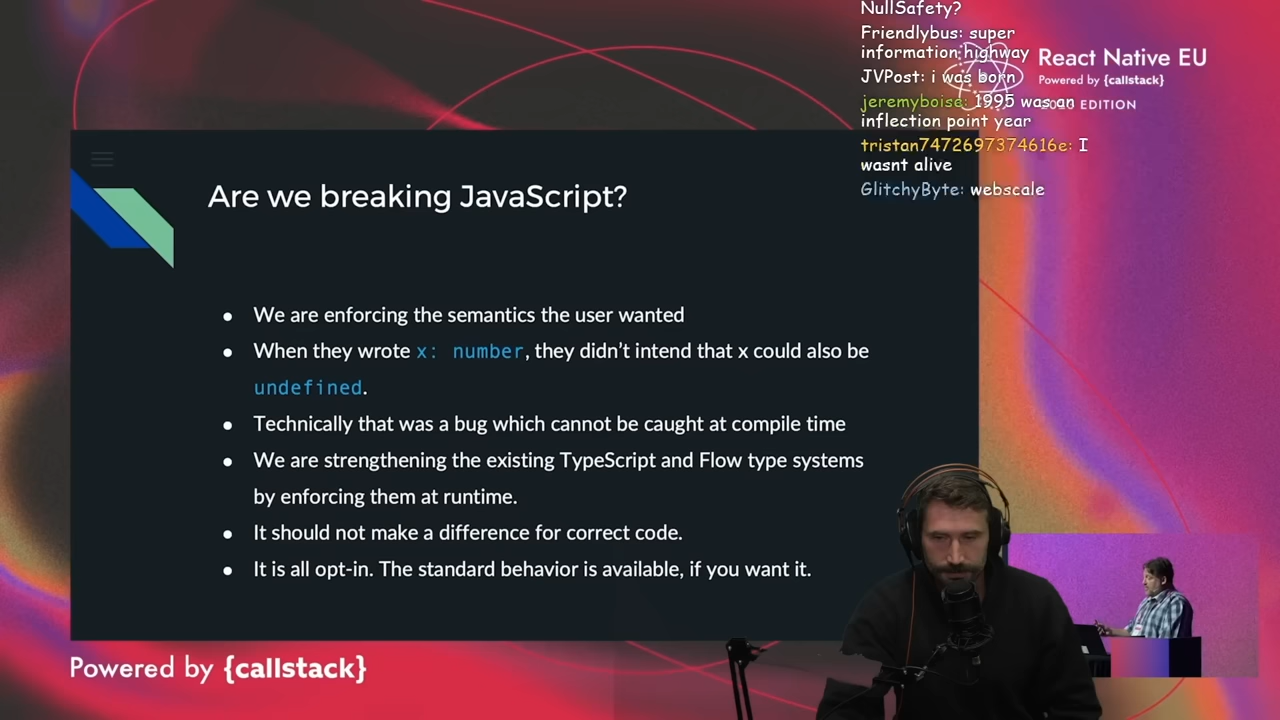 NullSafety?
Friendlybus: super
information highway
JVPost: i was born
jeremyboise: 1995 was an
inflection point year
tristan7472697374616e: I
wasnt alive
GlitchyByte: webscale
React Native EU
Powered by {callstack}
EDITION
Are we breaking JavaScript?
● We are enforcing the semantics the user wanted
● When they wrote x: number, they didn’t intend that x could also be
undefined.
● Technically that was a bug which cannot be caught at compile time
● We are strengthening the existing TypeScript and Flow type systems
by enforcing them at runtime.
● It should not make a difference for correct code.
● It is all opt-in. The standard behavior is available, if you want it.
Powered by {callstack}